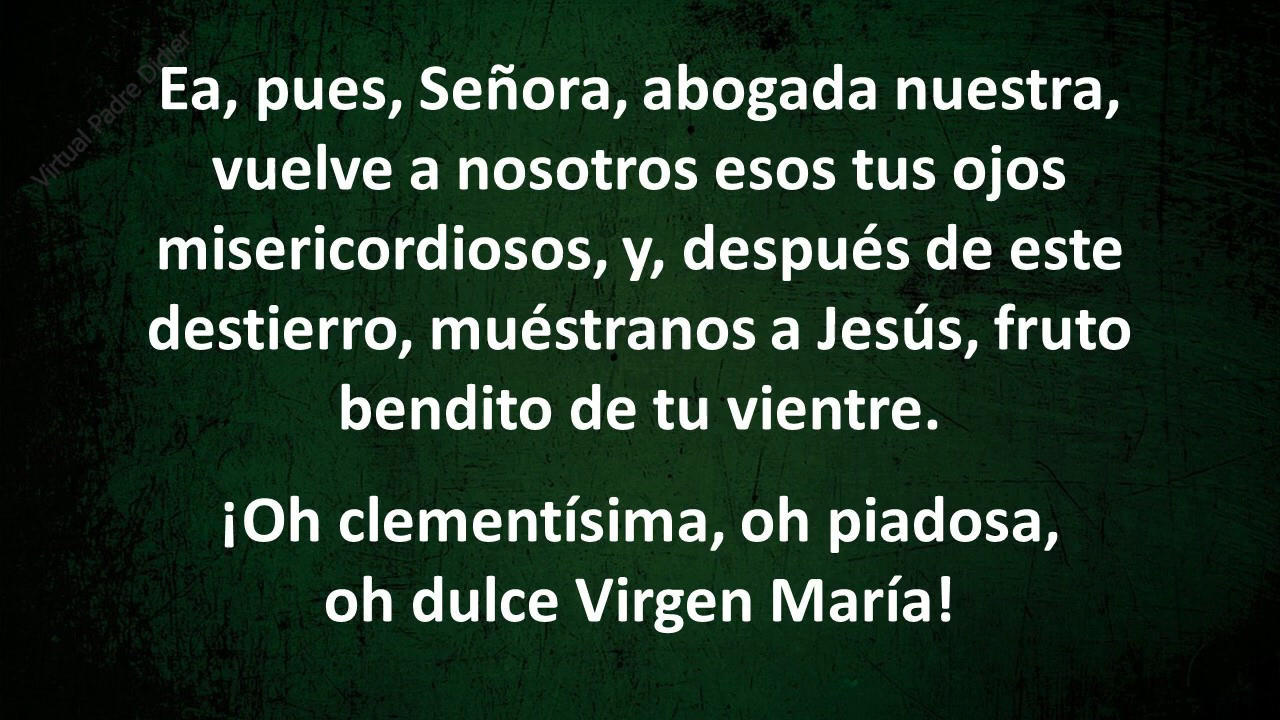 Virtual Padre Didier
Ea, pues, Señora, abogada nuestra,
vuelve a nosotros esos tus ojos
misericordiosos, y, después de este
destierro, muéstranos a Jesús, fruto
bendito de tu vientre.
¡Oh clementísima, oh piadosa,
oh dulce Virgen María!